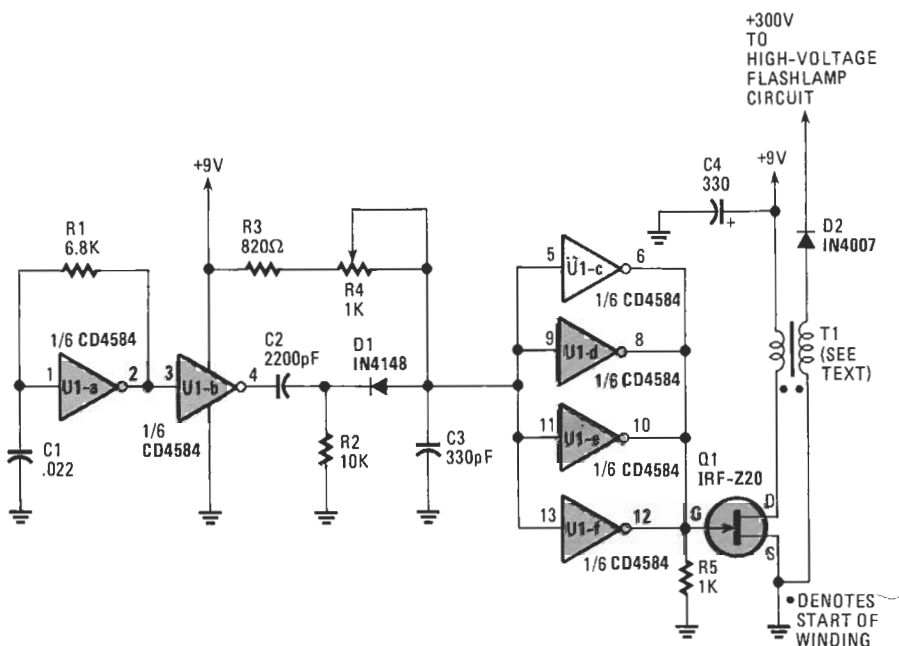 +300V
TO
HIGH-VOLTAGE
FLASHLAMP
CIRCUIT
+9V
C4
330
+
+9V
D2
IN4007
R1
6.8K
R3
820Ω
R4
1K
5
U1-c
6
1/6 CD4584
T1
(SEE
TEXT)
1/6 CD4584
1
U1-a
2
3
U1-b
4
1/6
CD4584
C2
2200pF
D1
IN4148
9
U1-d
8
1/6 CD4584
C1
.022
R2
10K
C3
330pF
11
U1-e
10
1/6 CD4584
Q1
IRF-Z20
13
U1-f
12
1/6 CD4584
G
D
S
R5
1K
• DENOTES
START OF
WINDING